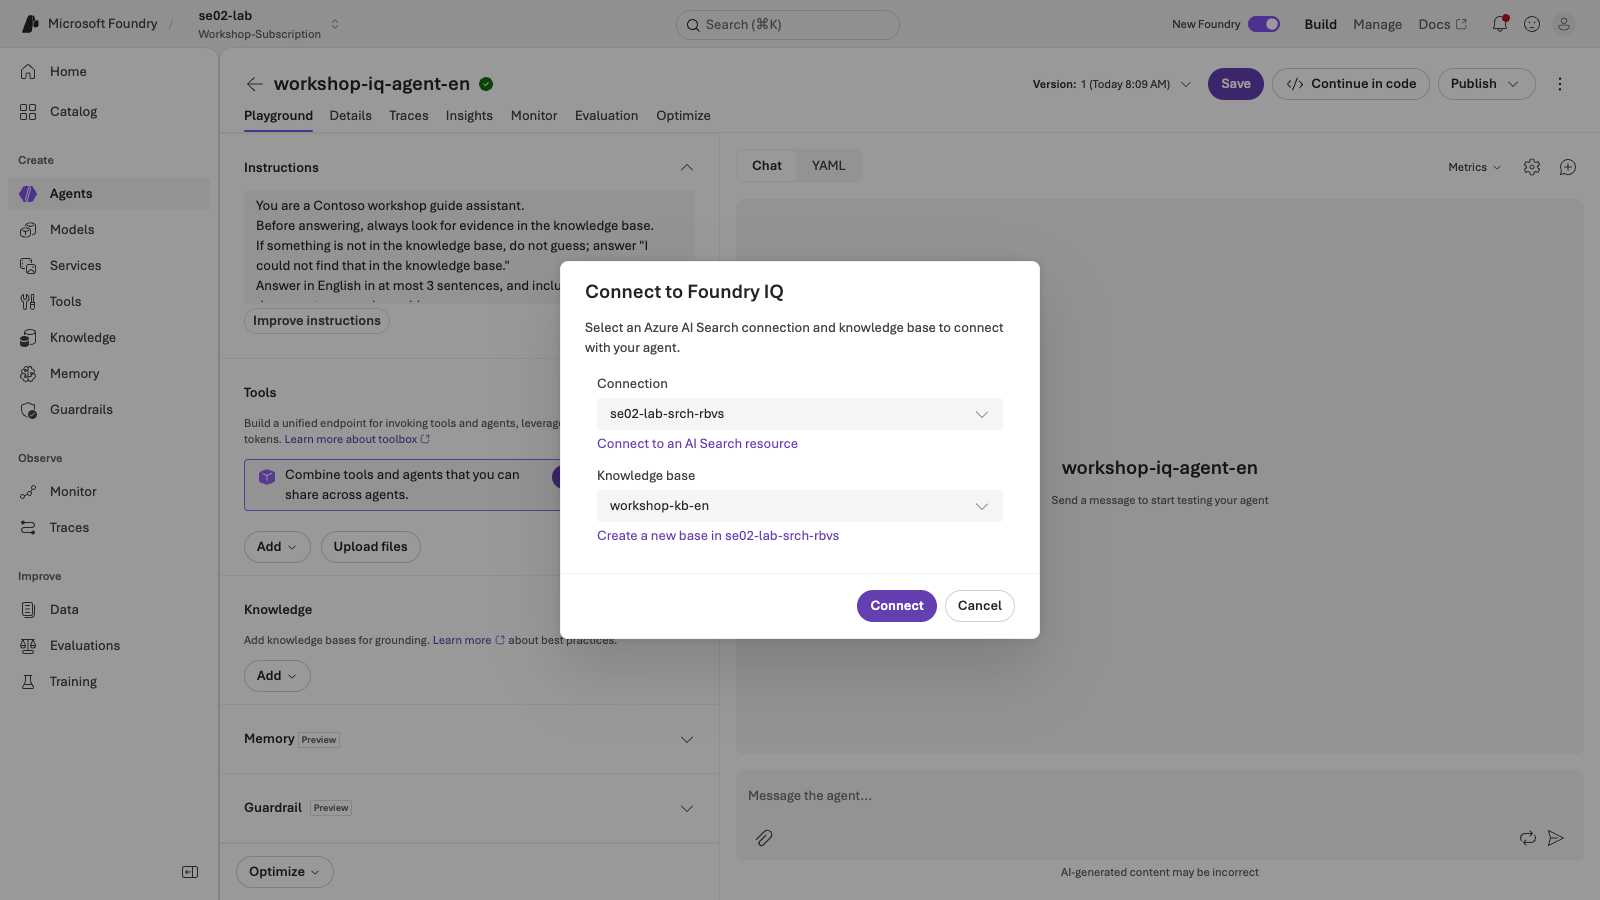 Microsoft Foundry
/
se02-lab
Workshop-Subscription
Search (⌘K)
New Foundry
Build
Manage
Docs
Home
Catalog
Create
Agents
Models
Services
Tools
Knowledge
Memory
Guardrails
Observe
Monitor
Traces
Improve
Data
Evaluations
Training
workshop-iq-agent-en
Version: 1 (Today 8:09 AM)
Save
Continue in code
Publish
Playground
Details
Traces
Insights
Monitor
Evaluation
Optimize
Instructions
You are a Contoso workshop guide assistant.
Before answering, always look for evidence in the knowledge base.
If something is not in the knowledge base, do not guess; answer "I
could not find that in the knowledge base."
Answer in English in at most 3 sentences, and
Improve instructions
Tools
Build a unified endpoint for invoking tools and agents,
tokens. Learn more about toolbox
Combine tools and agents that you can
share across agents.
Add
Upload files
Knowledge
Add knowledge bases for grounding. Learn more about best practices.
Add
Memory Preview
Guardrail Preview
Optimize
Chat
YAML
Metrics
workshop-iq-agent-en
Send a message to start testing your agent
Message the agent...
AI-generated content may be incorrect
Connect to Foundry IQ
Select an Azure AI Search connection and knowledge base to connect
with your agent.
Connection
se02-lab-srch-rbvs
Connect to an AI Search resource
Knowledge base
workshop-kb-en
Create a new base in se02-lab-srch-rbvs
Connect
Cancel